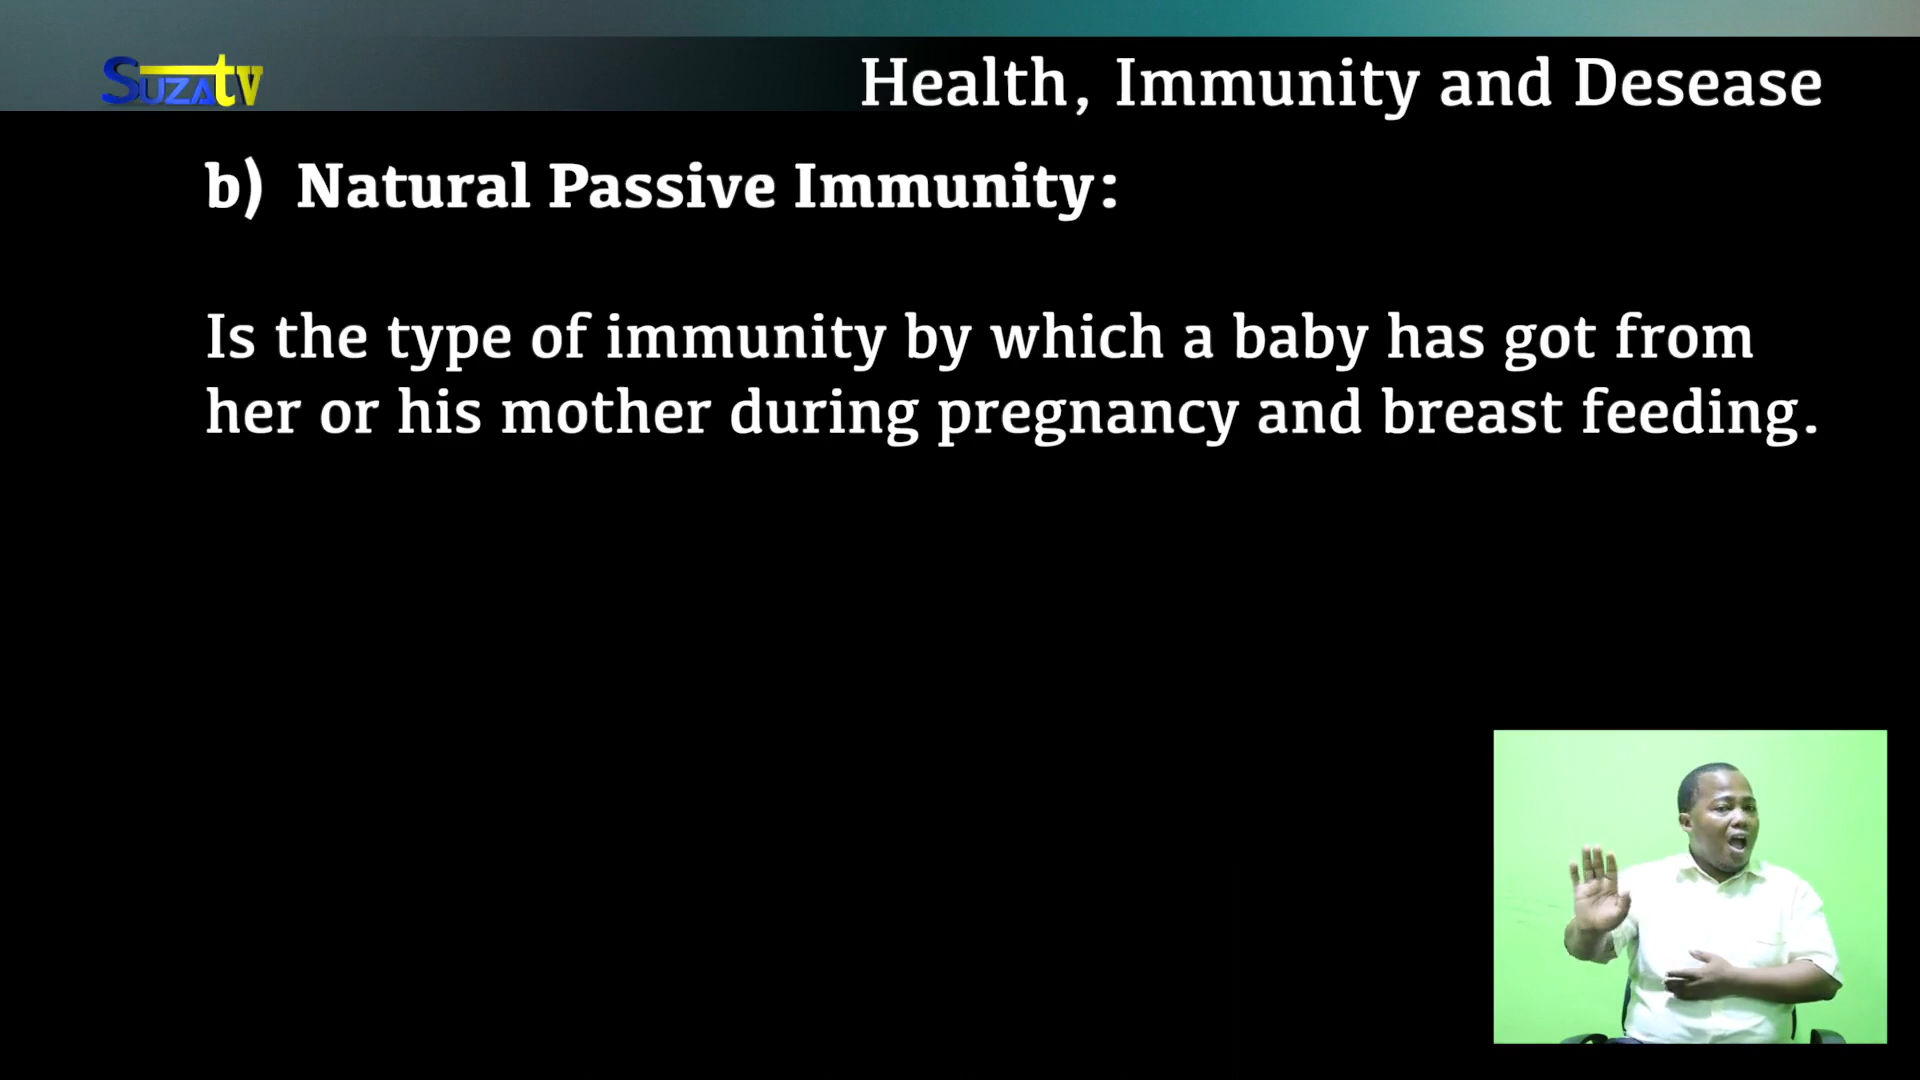 SUZAtv
Health, Immunity and Desease
b) Natural Passive Immunity:
Is the type of immunity by which a baby has got from
her or his mother during pregnancy and breast feeding.